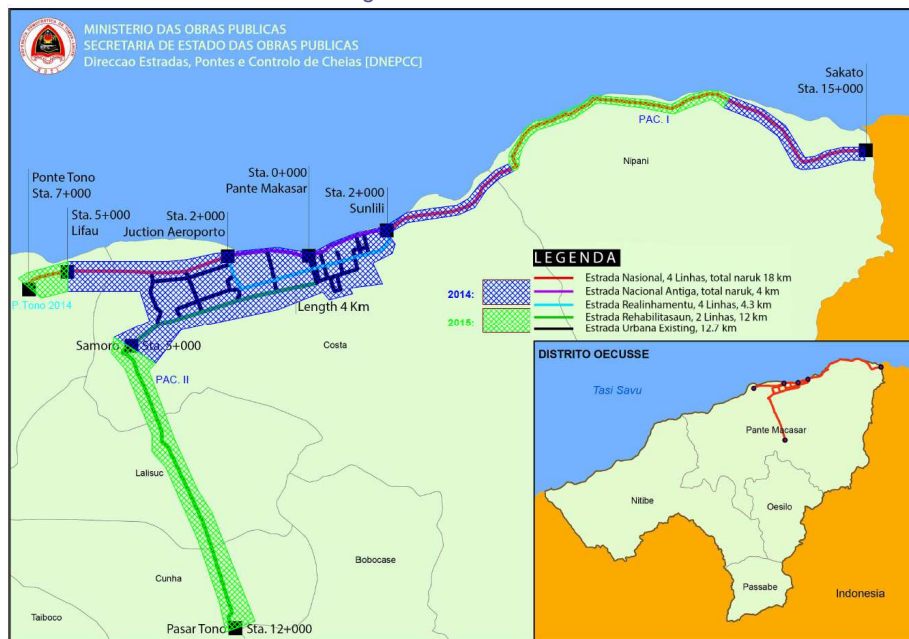 MINISTERIO DAS OBRAS PUBLICAS
SECRETARIA DE ESTADO DAS OBRAS PUBLICAS
Direccao Estradas, Pontes e Controlo de Cheias [DNEPCC]
Sakato
Sta. 15+000
PAC. I
Nipani
Ponte Tono
Sta. 7+000
Sta. 5+000
Lifau
Sta. 2+000
Juction Aeroporto
Sta. 0+000
Pante Makasar
Sta. 2+000
Sunlili
P. Tono 2014
Length 4 Km
Samoro
Sta. 5+000
Costa
PAC. II
Lalisuc
Cunha
Bobocase
Taiboco
Pasar Tono
Sta. 12+000
LEGENDA
2014:
2015:
Estrada Nasional, 4 Linhas, total naruk 18 km
Estrada Nacional Antiga, total naruk, 4 km
Estrada Realinhamentu, 4 Linhas, 4.3 km
Estrada Rehabilitasaun, 2 Linhas, 12 km
Estrada Urbana Existing, 12.7 km
DISTRITO OECUSSE
Tasi Savu
Pante Macasar
Nitibe
Oesilo
Passabe
Indonesia